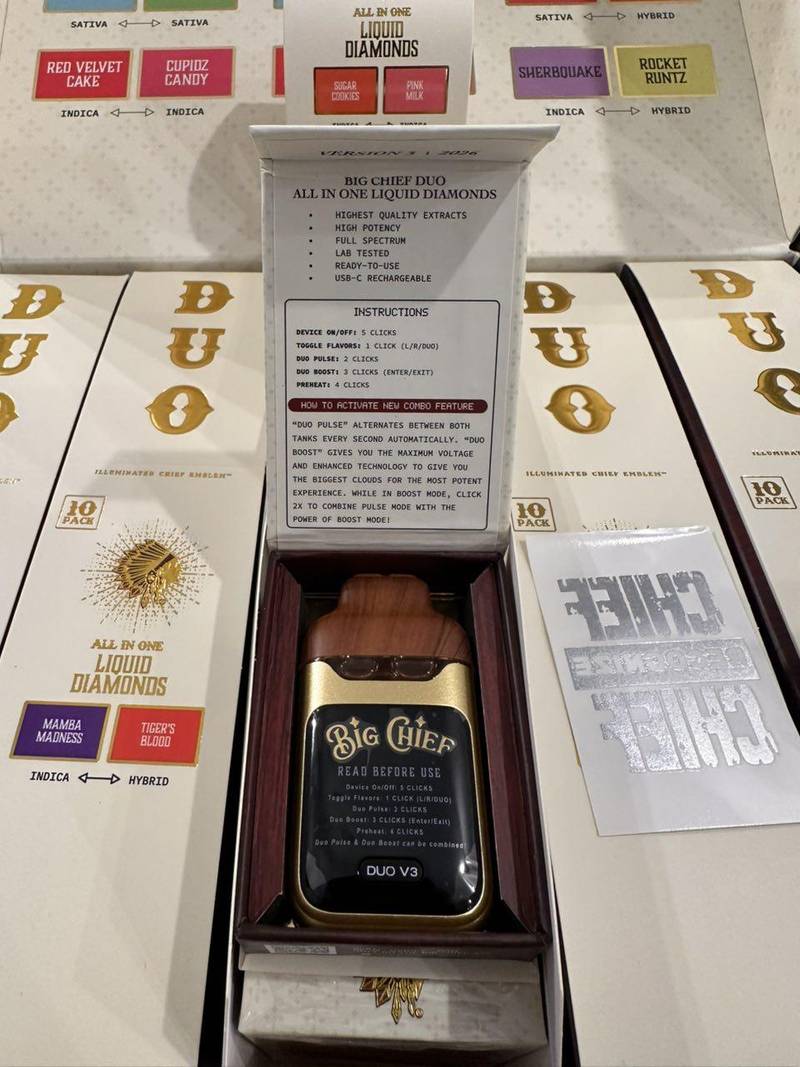 SATIVA SATIVA
RED VELVET CAKE
CUPIDZ CANDY
INDICA INDICA
ALL IN ONE
LIQUID
DIAMONDS
SUGAR COOKIES
PINK MILK
SATIVA HYBRID
SHERBQUAKE
ROCKET RUNTZ
INDICA HYBRID
VERSION 3 | 2026
BIG CHIEF DUO
ALL IN ONE LIQUID DIAMONDS
• HIGHEST QUALITY EXTRACTS
• HIGH POTENCY
• FULL SPECTRUM
• LAB TESTED
• READY-TO-USE
• USB-C RECHARGEABLE
INSTRUCTIONS
DEVICE ON/OFF: 5 CLICKS
TOGGLE FLAVORS: 1 CLICK (L/R/DUO)
DUO PULSE: 2 CLICKS
DUO BOOST: 3 CLICKS (ENTER/EXIT)
PREHEAT: 4 CLICKS
HOW TO ACTIVATE NEW COMBO FEATURE
"DUO PULSE" ALTERNATES BETWEEN BOTH
TANKS EVERY SECOND AUTOMATICALLY. "DUO
BOOST" GIVES YOU THE MAXIMUM VOLTAGE
AND ENHANCED TECHNOLOGY TO GIVE YOU
THE BIGGEST CLOUDS FOR THE MOST POTENT
EXPERIENCE. WHILE IN BOOST MODE, CLICK
2X TO COMBINE PULSE MODE WITH THE
POWER OF BOOST MODE!
DUO
DUO
ILLUMINATED CHIEF EMBLEM™
10
PACK
ALL IN ONE
LIQUID
DIAMONDS
MAMBA MADNESS
TIGER'S BLOOD
INDICA HYBRID
DUO
ILLUMINATED CHIEF EMBLEM™
10
PACK
DUO
10
PACK
CHIEF
RECOGNIZE
CHIEF
BIG CHIEF
READ BEFORE USE
Device On/Off: 5 CLICKS
Toggle Flavors: 1 CLICK (L/R/DUO)
Duo Pulse: 2 CLICKS
Duo Boost: 3 CLICKS (Enter/Exit)
Preheat: 4 CLICKS
Duo Pulse & Duo Boost can be combined!
DUO V3